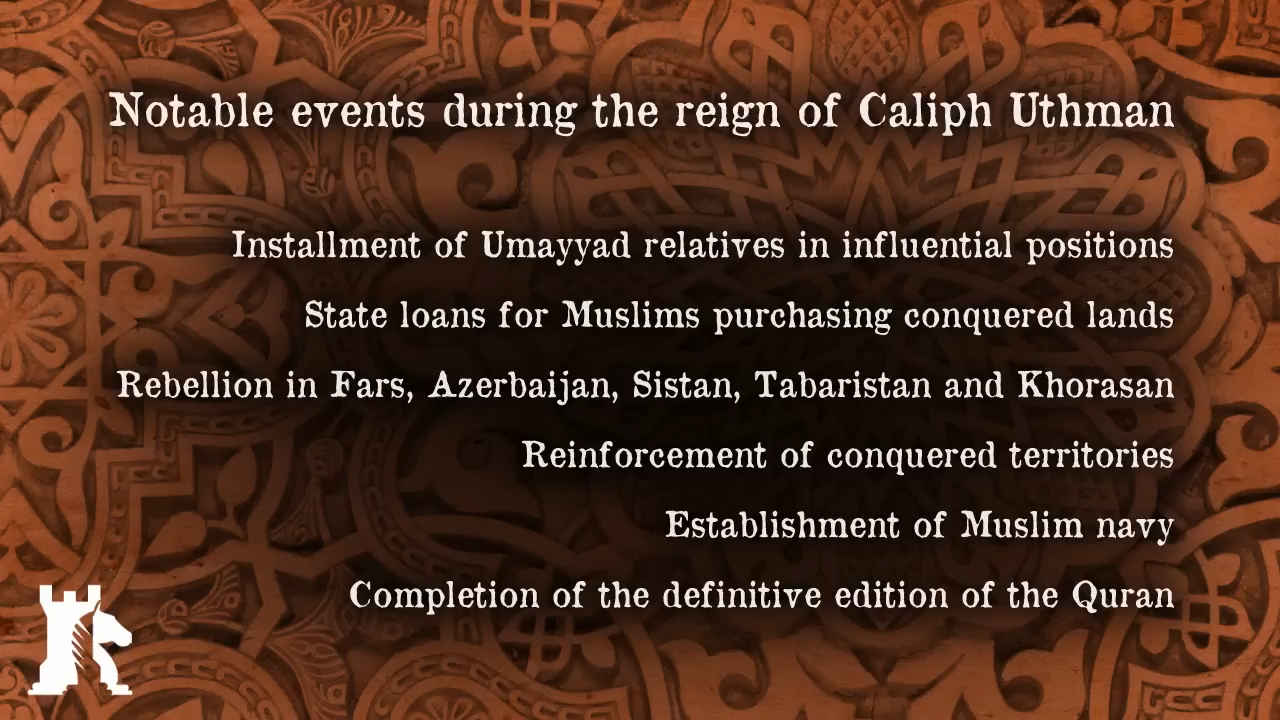 Notable events during the reign of Caliph Uthman
Installment of Umayyad relatives in influential positions
State loans for Muslims purchasing conquered lands
Rebellion in Fars, Azerbaijan, Sistan, Tabaristan and Khorasan
Reinforcement of conquered territories
Establishment of Muslim navy
Completion of the definitive edition of the Quran